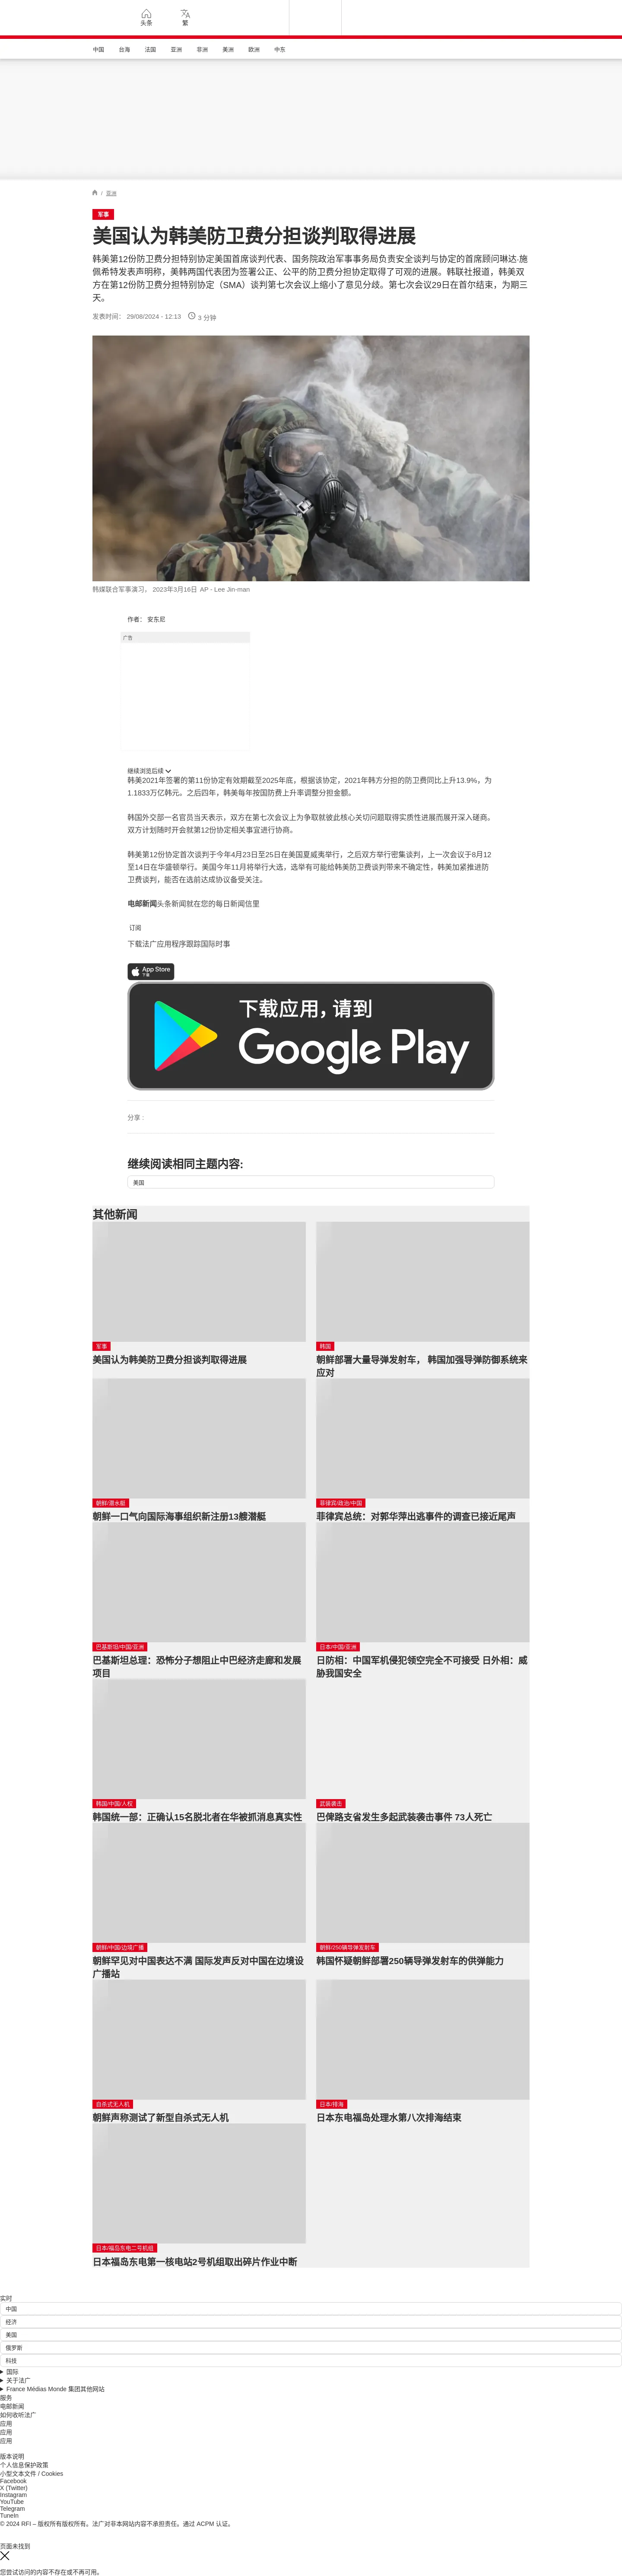 头条
繁
中国
台海
法国
亚洲
非洲
美洲
欧洲
中东
/ 亚洲
军事
美国认为韩美防卫费分担谈判取得进展
韩美第12份防卫费分担特别协定美国首席谈判代表、国务院政治军事事务局负责安全谈判与协定的首席顾问琳达·施
佩希特发表声明称，美韩两国代表团为签署公正、公平的防卫费分担协定取得了可观的进展。韩联社报道，韩美双
方在第12份防卫费分担特别协定（SMA）谈判第七次会议上缩小了意见分歧。第七次会议29日在首尔结束，为期三
天。
发表时间： 29/08/2024 - 12:13
3 分钟
韩媒联合军事演习， 2023年3月16日 AP - Lee Jin-man
作者： 安东尼
广告
继续浏览后续
韩美2021年签署的第11份协定有效期截至2025年底，根据该协定，2021年韩方分担的防卫费同比上升13.9%，为
1.1833万亿韩元。之后四年，韩美每年按国防费上升率调整分担金额。
韩国外交部一名官员当天表示，双方在第七次会议上为争取就彼此核心关切问题取得实质性进展而展开深入磋商。
双方计划随时开会就第12份协定相关事宜进行协商。
韩美第12份协定首次谈判于今年4月23日至25日在美国夏威夷举行，之后双方举行密集谈判，上一次会议于8月12
至14日在华盛顿举行。美国今年11月将举行大选，选举有可能给韩美防卫费谈判带来不确定性，韩美加紧推进防
卫费谈判，能否在选前达成协议备受关注。
电邮新闻头条新闻就在您的每日新闻信里
订阅
下载法广应用程序跟踪国际时事
App Store
下载
下载应用，请到
Google Play
分享 :
继续阅读相同主题内容:
美国
其他新闻
军事
美国认为韩美防卫费分担谈判取得进展
韩国
朝鲜部署大量导弹发射车， 韩国加强导弹防御系统来
应对
朝鲜/潜水艇
朝鲜一口气向国际海事组织新注册13艘潜艇
菲律宾/政治/中国
菲律宾总统：对郭华萍出逃事件的调查已接近尾声
巴基斯坦/中国/亚洲
巴基斯坦总理：恐怖分子想阻止中巴经济走廊和发展
项目
日本/中国/亚洲
日防相：中国军机侵犯领空完全不可接受 日外相：威
胁我国安全
韩国/中国/人权
韩国统一部：正确认15名脱北者在华被抓消息真实性
武装袭击
巴俾路支省发生多起武装袭击事件 73人死亡
朝鲜/中国/边境广播
朝鲜罕见对中国表达不满 国际发声反对中国在边境设
广播站
朝鲜/250辆导弹发射车
韩国怀疑朝鲜部署250辆导弹发射车的供弹能力
自杀式无人机
朝鲜声称测试了新型自杀式无人机
日本/排海
日本东电福岛处理水第八次排海结束
日本/福岛东电二号机组
日本福岛东电第一核电站2号机组取出碎片作业中断
实时
中国
经济
美国
俄罗斯
科技
国际
关于法广
France Médias Monde 集团其他网站
服务
电邮新闻
如何收听法广
应用
应用
应用
版本说明
个人信息保护政策
小型文本文件 / Cookies
Facebook
X (Twitter)
Instagram
YouTube
Telegram
TuneIn
© 2024 RFI – 版权所有版权所有。法广对非本网站内容不承担责任。通过 ACPM 认证。
页面未找到
您尝试访问的内容不存在或不再可用。